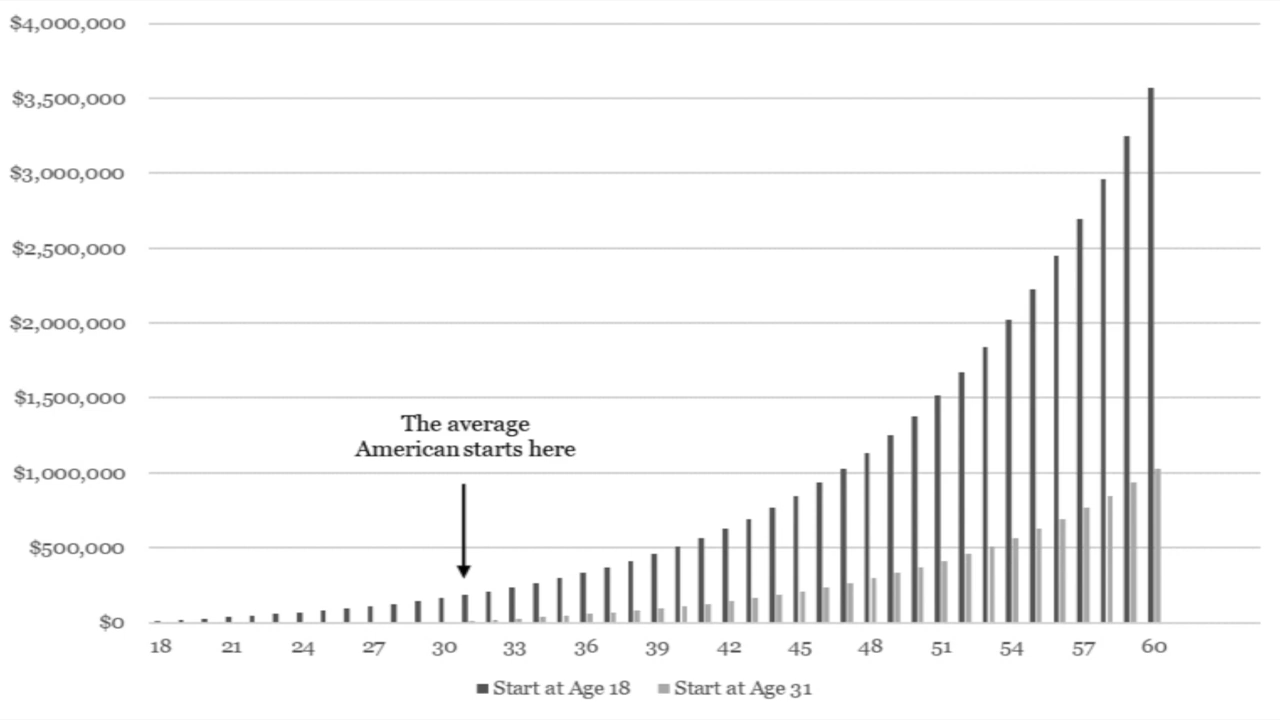 $4,000,000
$3,500,000
$3,000,000
$2,500,000
$2,000,000
$1,500,000
$1,000,000
$500,000
$0
The average
American starts here
18 21 24 27 30 33 36 39 42 45 48 51 54 57 60
Start at Age 18 Start at Age 31